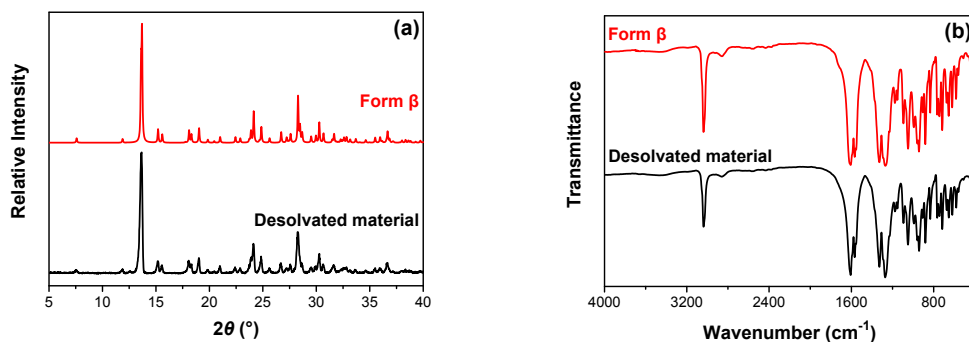 (a)
Form β
Desolvated material
Relative Intensity
5 10 15 20 25 30 35 40
2θ (°)
(b)
Form β
Desolvated material
Transmittance
4000 3200 2400 1600 800
Wavenumber (cm⁻¹)